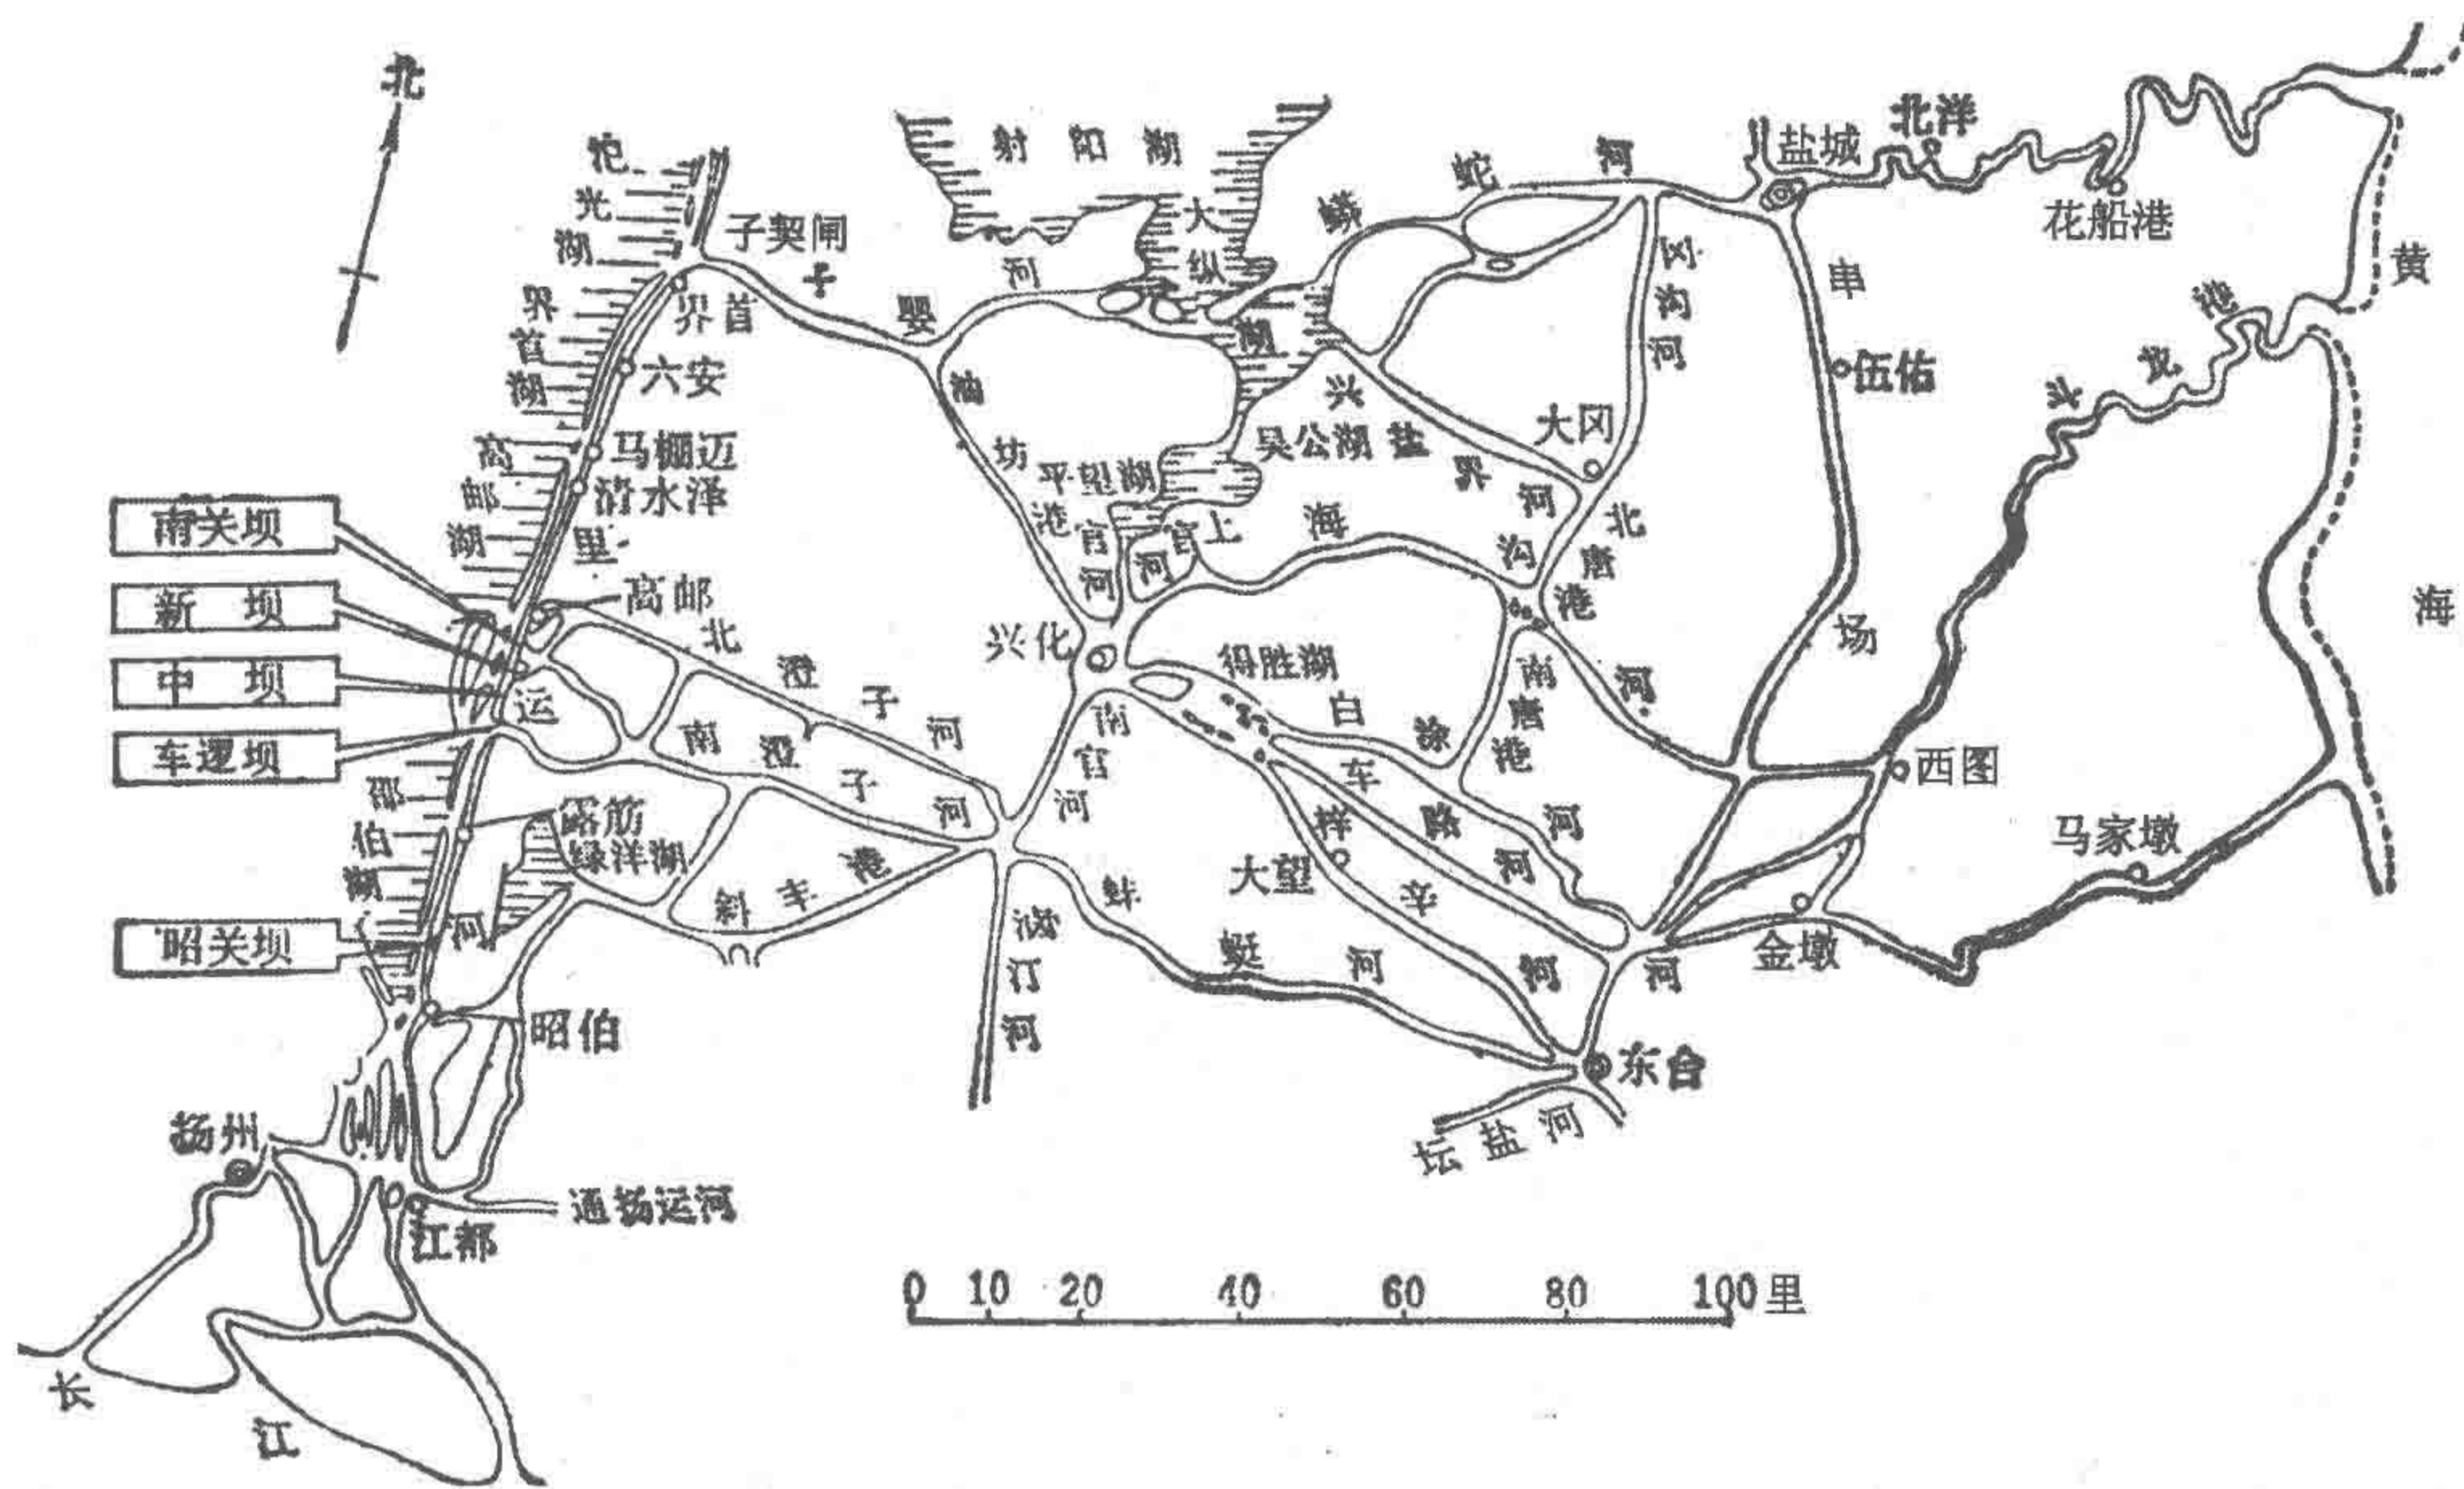 北
沱光湖
射阳湖
大纵湖
蟒蛇河
盐城
北洋
花船港
黄海
子契闸
子婴河
界首
界首湖
冈沟河
串场河
斗龙港
伍佑
六安
油坊港
兴盐界河
大冈
吴公湖
平望湖
马棚迈
清水泽
高邮湖
南关坝
新坝
中坝
车逻坝
昭关坝
里运河
高邮
北澄子河
南澄子河
官河
上官河
海沟河
北唐港
南唐港
兴化
得胜湖
白涂河
车路河
梓辛河
南官河
西图
马家墩
大望
邵伯湖
露筋
绿洋湖
斜丰港
蚌蜓河
金墩
昭伯
东台
坛盐河
扬州
江都
通扬运河
长江
0 10 20 40 60 80 100里